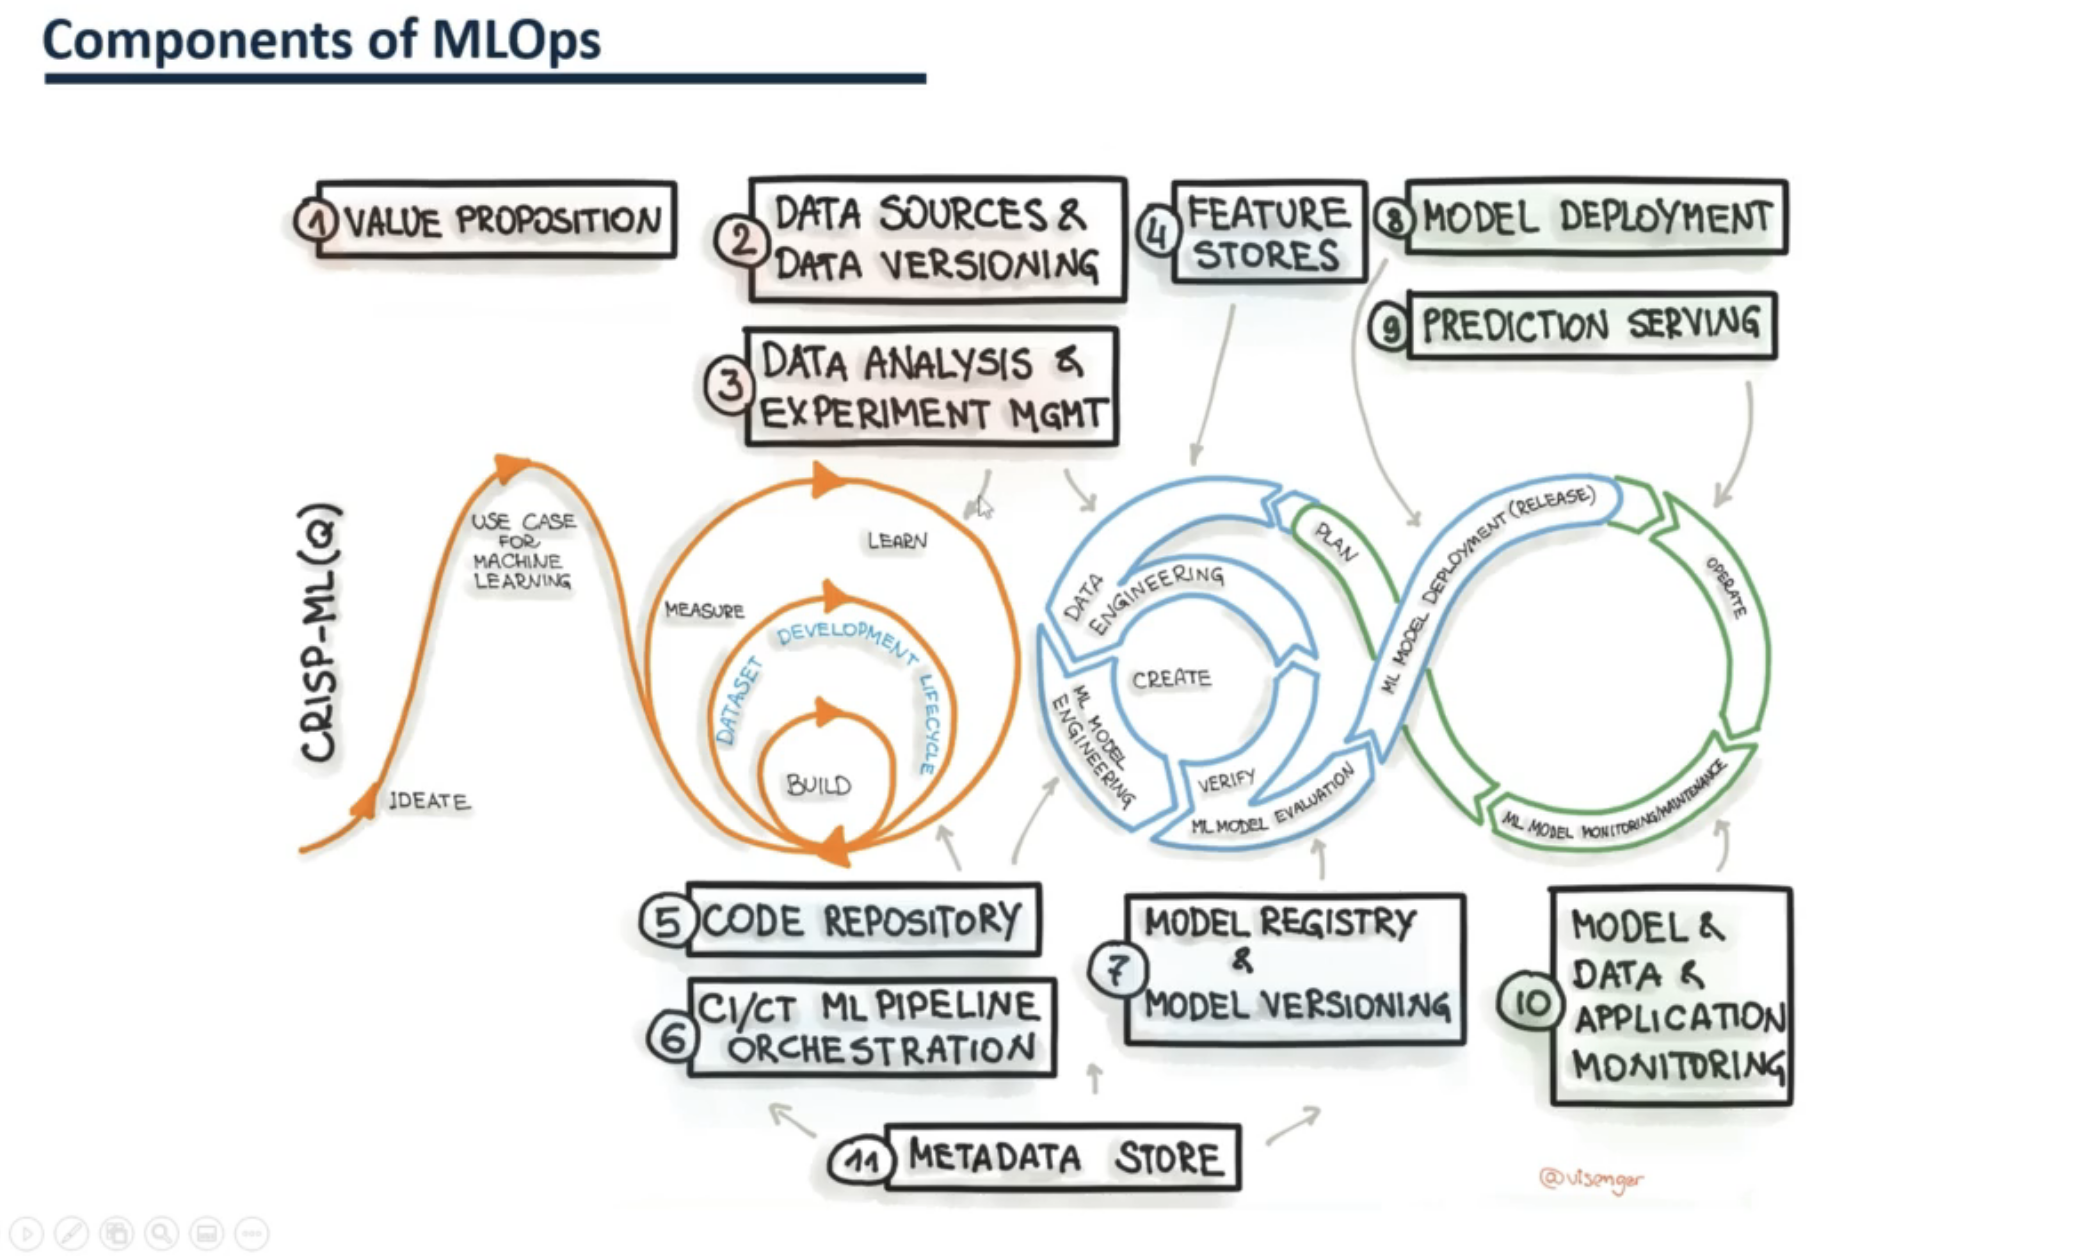 Components of MLOps
1 VALUE PROPOSITION
2 DATA SOURCES &
DATA VERSIONING
3 DATA ANALYSIS &
EXPERIMENT MGMT
4 FEATURE
STORES
8 MODEL DEPLOYMENT
9 PREDICTION SERVING
CRISP-ML(Q)
IDEATE
USE CASE
FOR
MACHINE
LEARNING
MEASURE
LEARN
DATASET DEVELOPMENT LIFECYCLE
BUILD
DATA
ENGINEERING
PLAN
CREATE
ML MODEL
ENGINEERING
VERIFY
ML MODEL EVALUATION
ML MODEL DEPLOYMENT (RELEASE)
OPERATE
ML MODEL MONITORING/MAINTENANCE
5 CODE REPOSITORY
6 CI/CT ML PIPELINE
ORCHESTRATION
7 MODEL REGISTRY
&
MODEL VERSIONING
10 MODEL &
DATA &
APPLICATION
MONITORING
11 METADATA STORE
@visenger